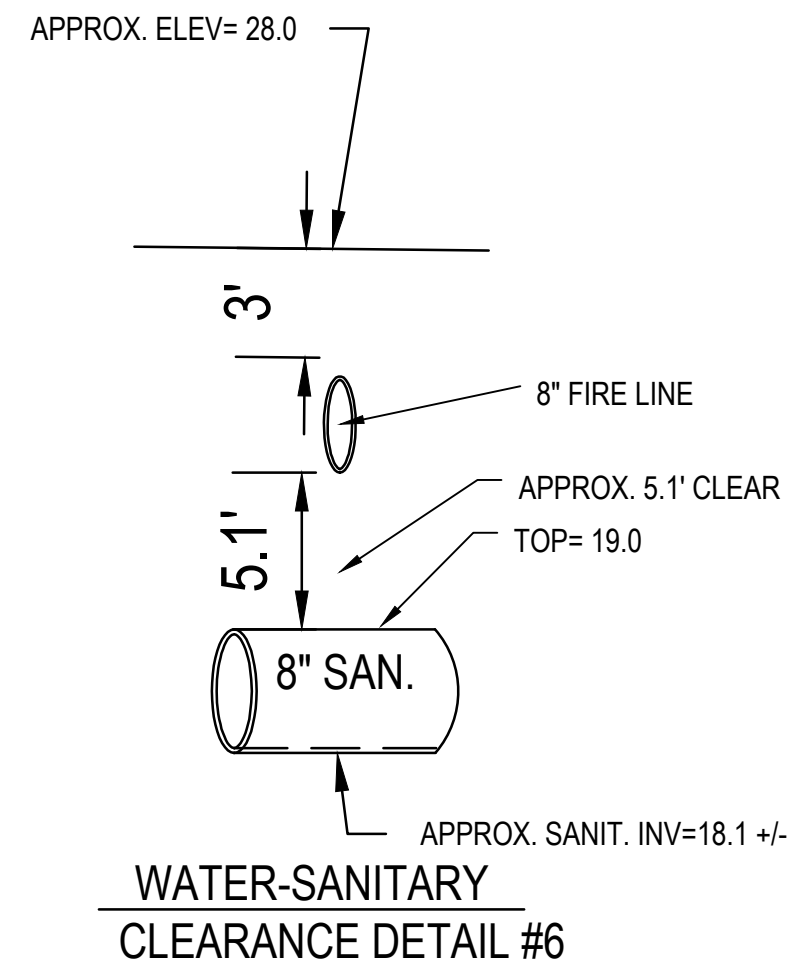 APPROX. ELEV= 28.0
3'
8" FIRE LINE
APPROX. 5.1' CLEAR
5.1'
TOP= 19.0
8" SAN.
APPROX. SANIT. INV=18.1 +/-
WATER-SANITARY
CLEARANCE DETAIL #6